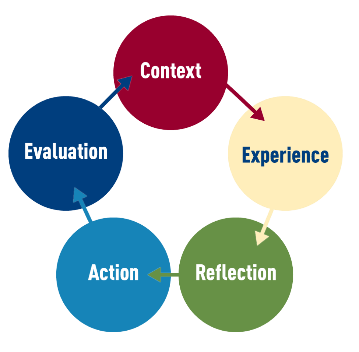 Context
Experience
Reflection
Action
Evaluation